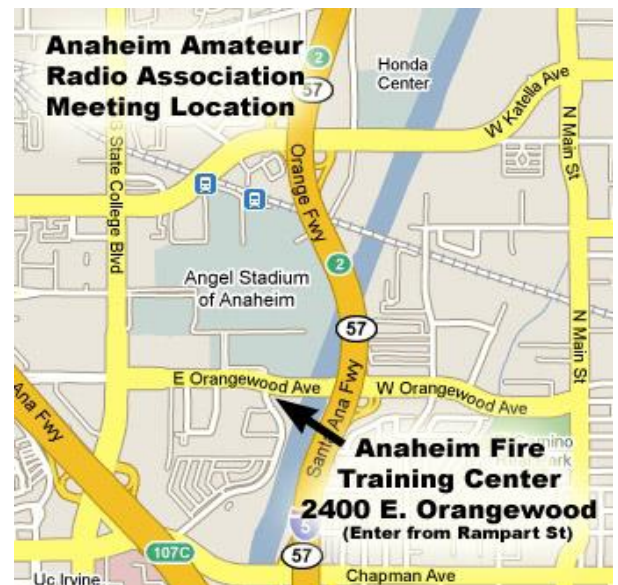 Anaheim Amateur
Radio Association
Meeting Location
2
57
Honda
Center
W Katella Ave
N Main St
S State College Blvd
Orange Fwy
2
Angel Stadium
of Anaheim
57
N Main St
E Orangewood Ave
W Orangewood Ave
Ana Fwy
Santa Ana Fwy
Anaheim Fire
Training Center
2400 E. Orangewood
(Enter from Rampart St)
5
107C
57
Chapman Ave
Uc Irvine